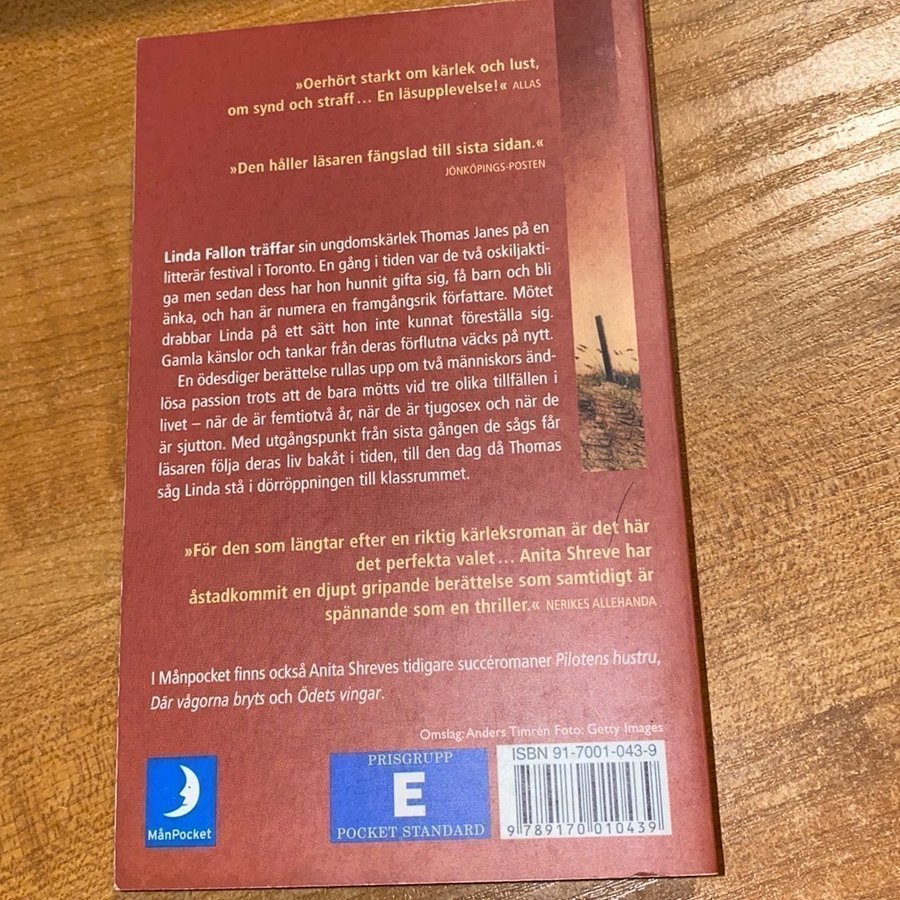 »Oerhört starkt om kärlek och lust,
om synd och straff... En läsupplevelse!« ALLAS
»Den håller läsaren fängslad till sista sidan.«
JÖNKÖPINGS-POSTEN
Linda Fallon träffar sin ungdomskärlek Thomas Janes på en
litterär festival i Toronto. En gång i tiden var de två oskiljakti-
ga men sedan dess har hon hunnit gifta sig, få barn och bli
änka, och han är numera en framgångsrik författare. Mötet
drabbar Linda på ett sätt hon inte kunnat föreställa sig.
Gamla känslor och tankar från deras förflutna väcks på nytt.
En ödesdiger berättelse rullas upp om två människors änd-
lösa passion trots att de bara mötts vid tre olika tillfällen i
livet – när de är femtiotvå år, när de är tjugosex och när de
är sjutton. Med utgångspunkt från sista gången de sågs får
läsaren följa deras liv bakåt i tiden, till den dag då Thomas
såg Linda stå i dörröppningen till klassrummet.
»För den som längtar efter en riktig kärleksroman är det här
det perfekta valet... Anita Shreve har
åstadkommit en djupt gripande berättelse som samtidigt är
spännande som en thriller.« NERIKES ALLEHANDA
I Månpocket finns också Anita Shreves tidigare succéromaner Pilotens hustru,
Där vågorna bryts och Ödets vingar.
Omslag: Anders Timrén Foto: Getty Images
MånPocket
PRISGRUPP
E
POCKET STANDARD
ISBN 91-7001-043-9
9 789170 010439